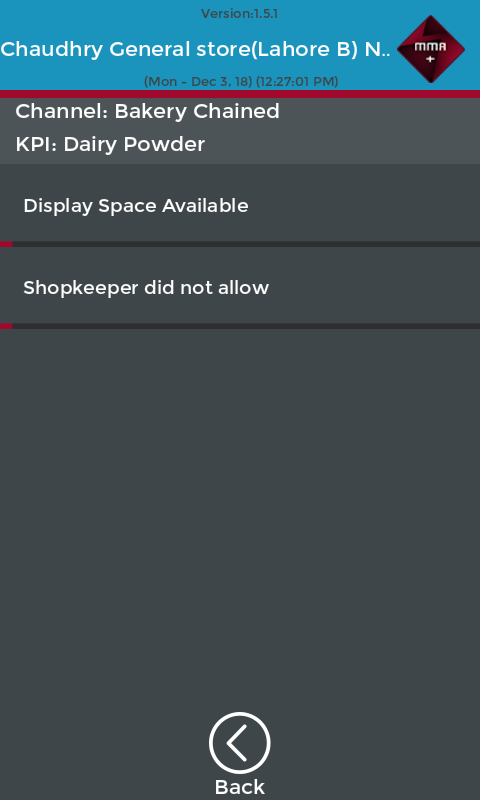 Version:1.5.1
Chaudhry General store(Lahore B) N..
MMA
+
(Mon - Dec 3, 18) (12:27:01 PM)
Channel: Bakery Chained
KPI: Dairy Powder
Display Space Available
Shopkeeper did not allow
Back